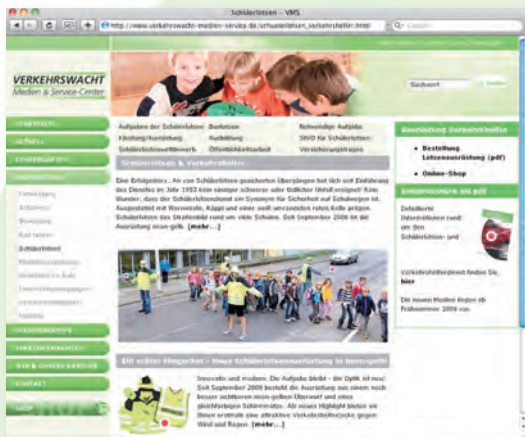 Schülerlotsen – VMS
http://www.verkehrswacht-medien-service.de/schuelerlotsen_verkehrshelfer.html
VERKEHRSWACHT
Medien & Service-Center
Suchwort
Aufgaben der Schülerlotsen
Buslotsen
Notwendige Aufgabe
Kleidung/Ausrüstung
Ausbildung
StVO für Schülerlotsen
Schülerlotsenwettbewerb
Öffentlichkeitsarbeit
Versicherungsfragen
Schülerlotsen & Verkehrshelfer
Eine Erfolgsstory. An von Schülerlotsen gesicherten Übergängen hat sich seit Einführung
des Dienstes im Jahr 1953 kein einziger schwerer oder tödlicher Unfall ereignet! Kein
Wunder, dass der Schülerlotsendienst ein Synonym für Sicherheit auf Schulwegen ist.
Ausgestattet mit Warnweste, Käppi und einer weiß umrandeten roten Kelle prägen
Schülerlotsen das Straßenbild rund um viele Schulen. Seit September 2008 ist die
Ausrüstung neon-gelb. [mehr...]
Ein echter Hingucker - Neue Schülerlotsenausrüstung in neon-gelb!
Innovativ und modern. Die Aufgabe bleibt - die Optik ist neu!
Seit September 2008 besteht die Ausrüstung aus einem noch
besser sichtbaren neon-gelben Überwurf und einer
gleichfarbigen Schirmmütze. Als neues Highlight bieten wir
Ihnen erstmals eine attraktive Verkehrshelferjacke gegen
Wind und Regen. [mehr...]
Ausrüstung Verkehrshelfer
• Bestellung
Lotsenausrüstung (pdf)
• Online-Shop
Detaillierte
Informationen rund
um den
Schülerlotsen- und
Verkehrshelferdienst finden Sie,
hier
Die neuen Medien liegen ab
Frühsommer 2009 vor.
Schülerlotsen
KONTAKT
SHOP